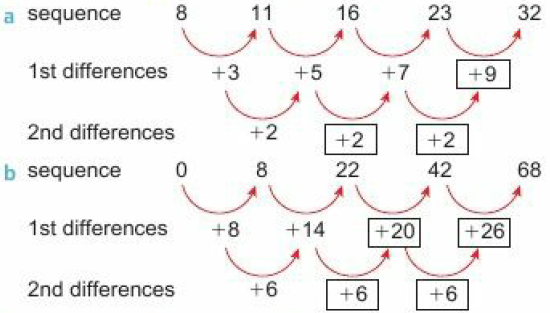 a sequence 8 11 16 23 32
1st differences +3 +5 +7 +9
2nd differences +2 +2 +2
b sequence 0 8 22 42 68
1st differences +8 +14 +20 +26
2nd differences +6 +6 +6